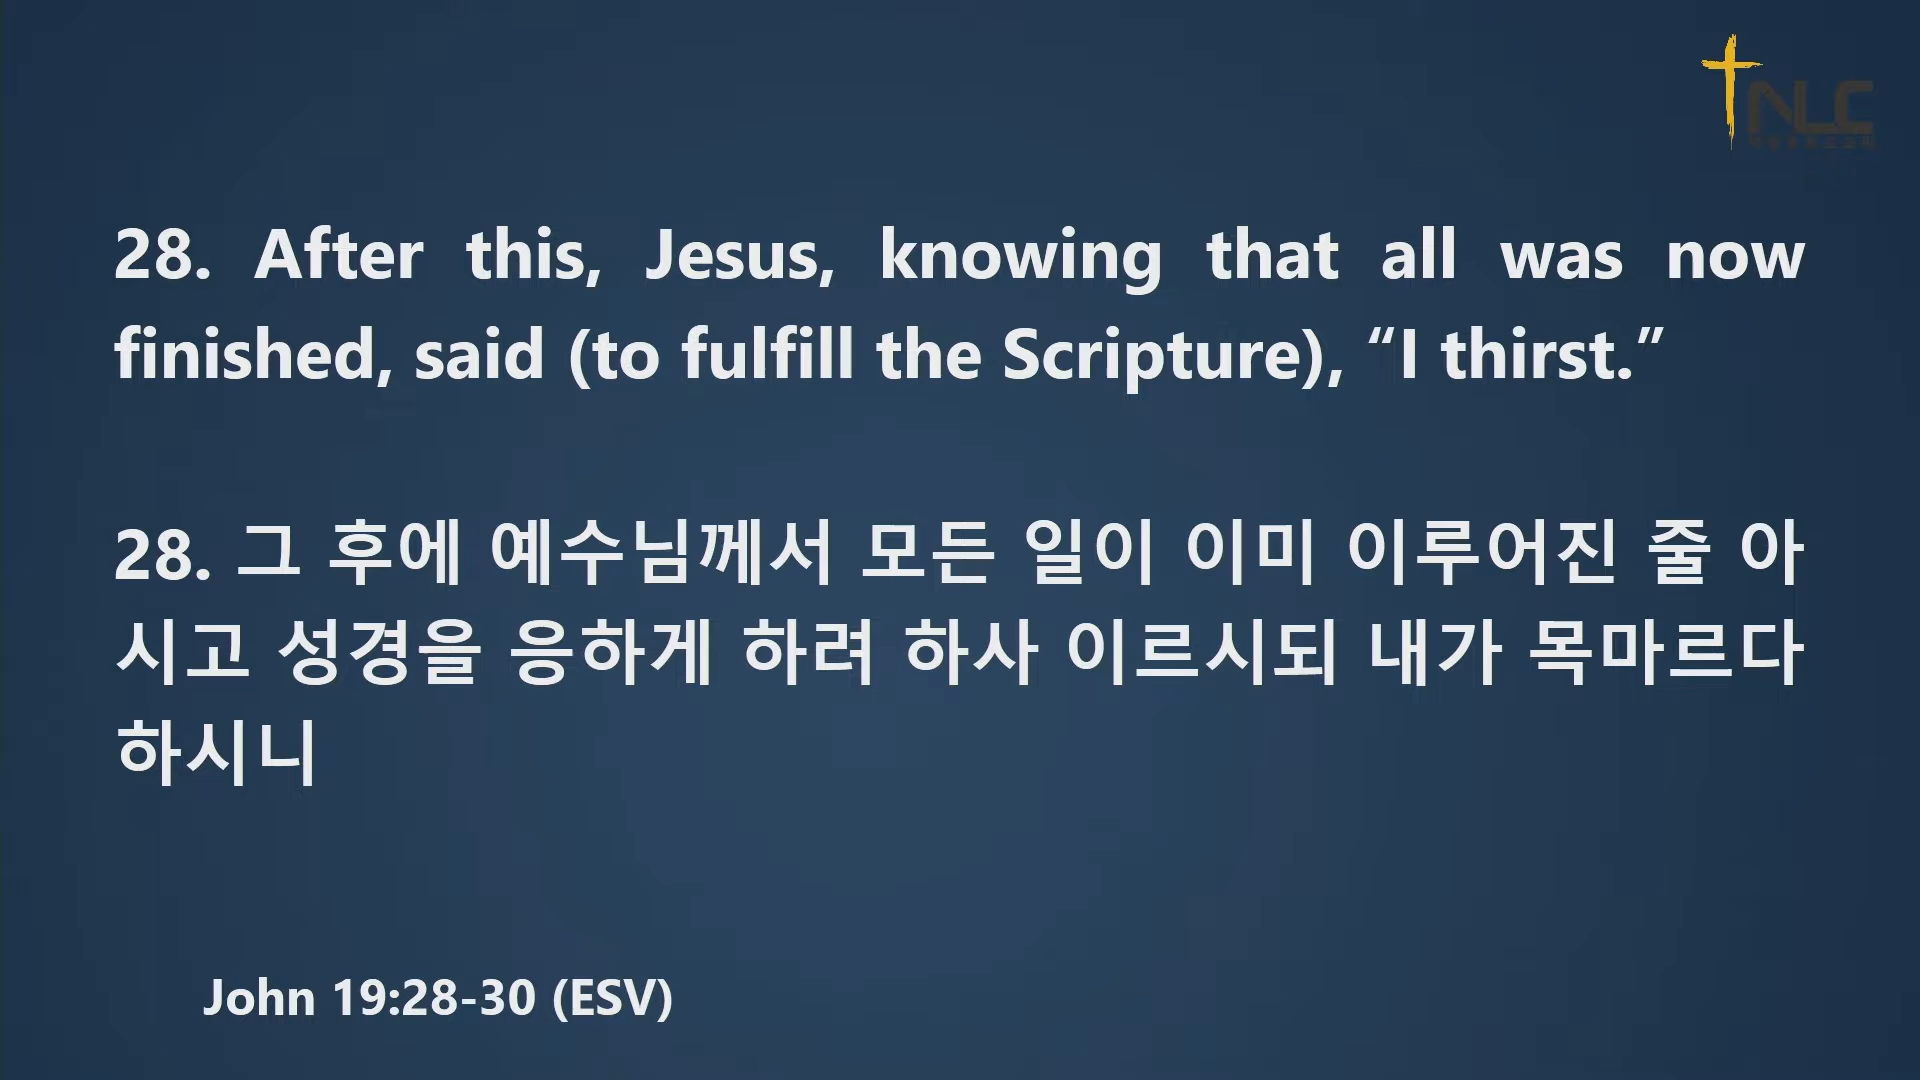 NLC
28. After this, Jesus, knowing that all was now
finished, said (to fulfill the Scripture), “I thirst.”
28. 그 후에 예수님께서 모든 일이 이미 이루어진 줄 아
시고 성경을 응하게 하려 하사 이르시되 내가 목마르다
하시니
John 19:28-30 (ESV)